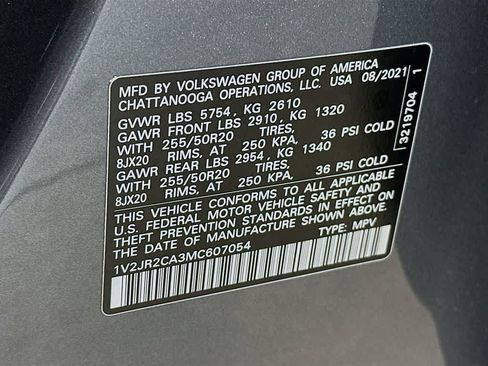 MFD BY VOLKSWAGEN GROUP OF AMERICA
CHATTANOOGA OPERATIONS, LLC. USA 08/2021 1
GVWR LBS 5754, KG 2610
GAWR FRONT LBS 2910, KG 1320
WITH 255/50R20 TIRES,
8JX20 RIMS, AT 250 KPA, 36 PSI COLD
GAWR REAR LBS 2954, KG 1340
WITH 255/50R20 TIRES,
8JX20 RIMS, AT 250 KPA, 36 PSI COLD
THIS VEHICLE CONFORMS TO ALL APPLICABLE
U.S. FEDERAL MOTOR VEHICLE SAFETY AND
THEFT PREVENTION STANDARDS IN EFFECT ON
THE DATE OF MANUFACTURE SHOWN ABOVE.
1V2JR2CA3MC607054 TYPE: MPV
3219704